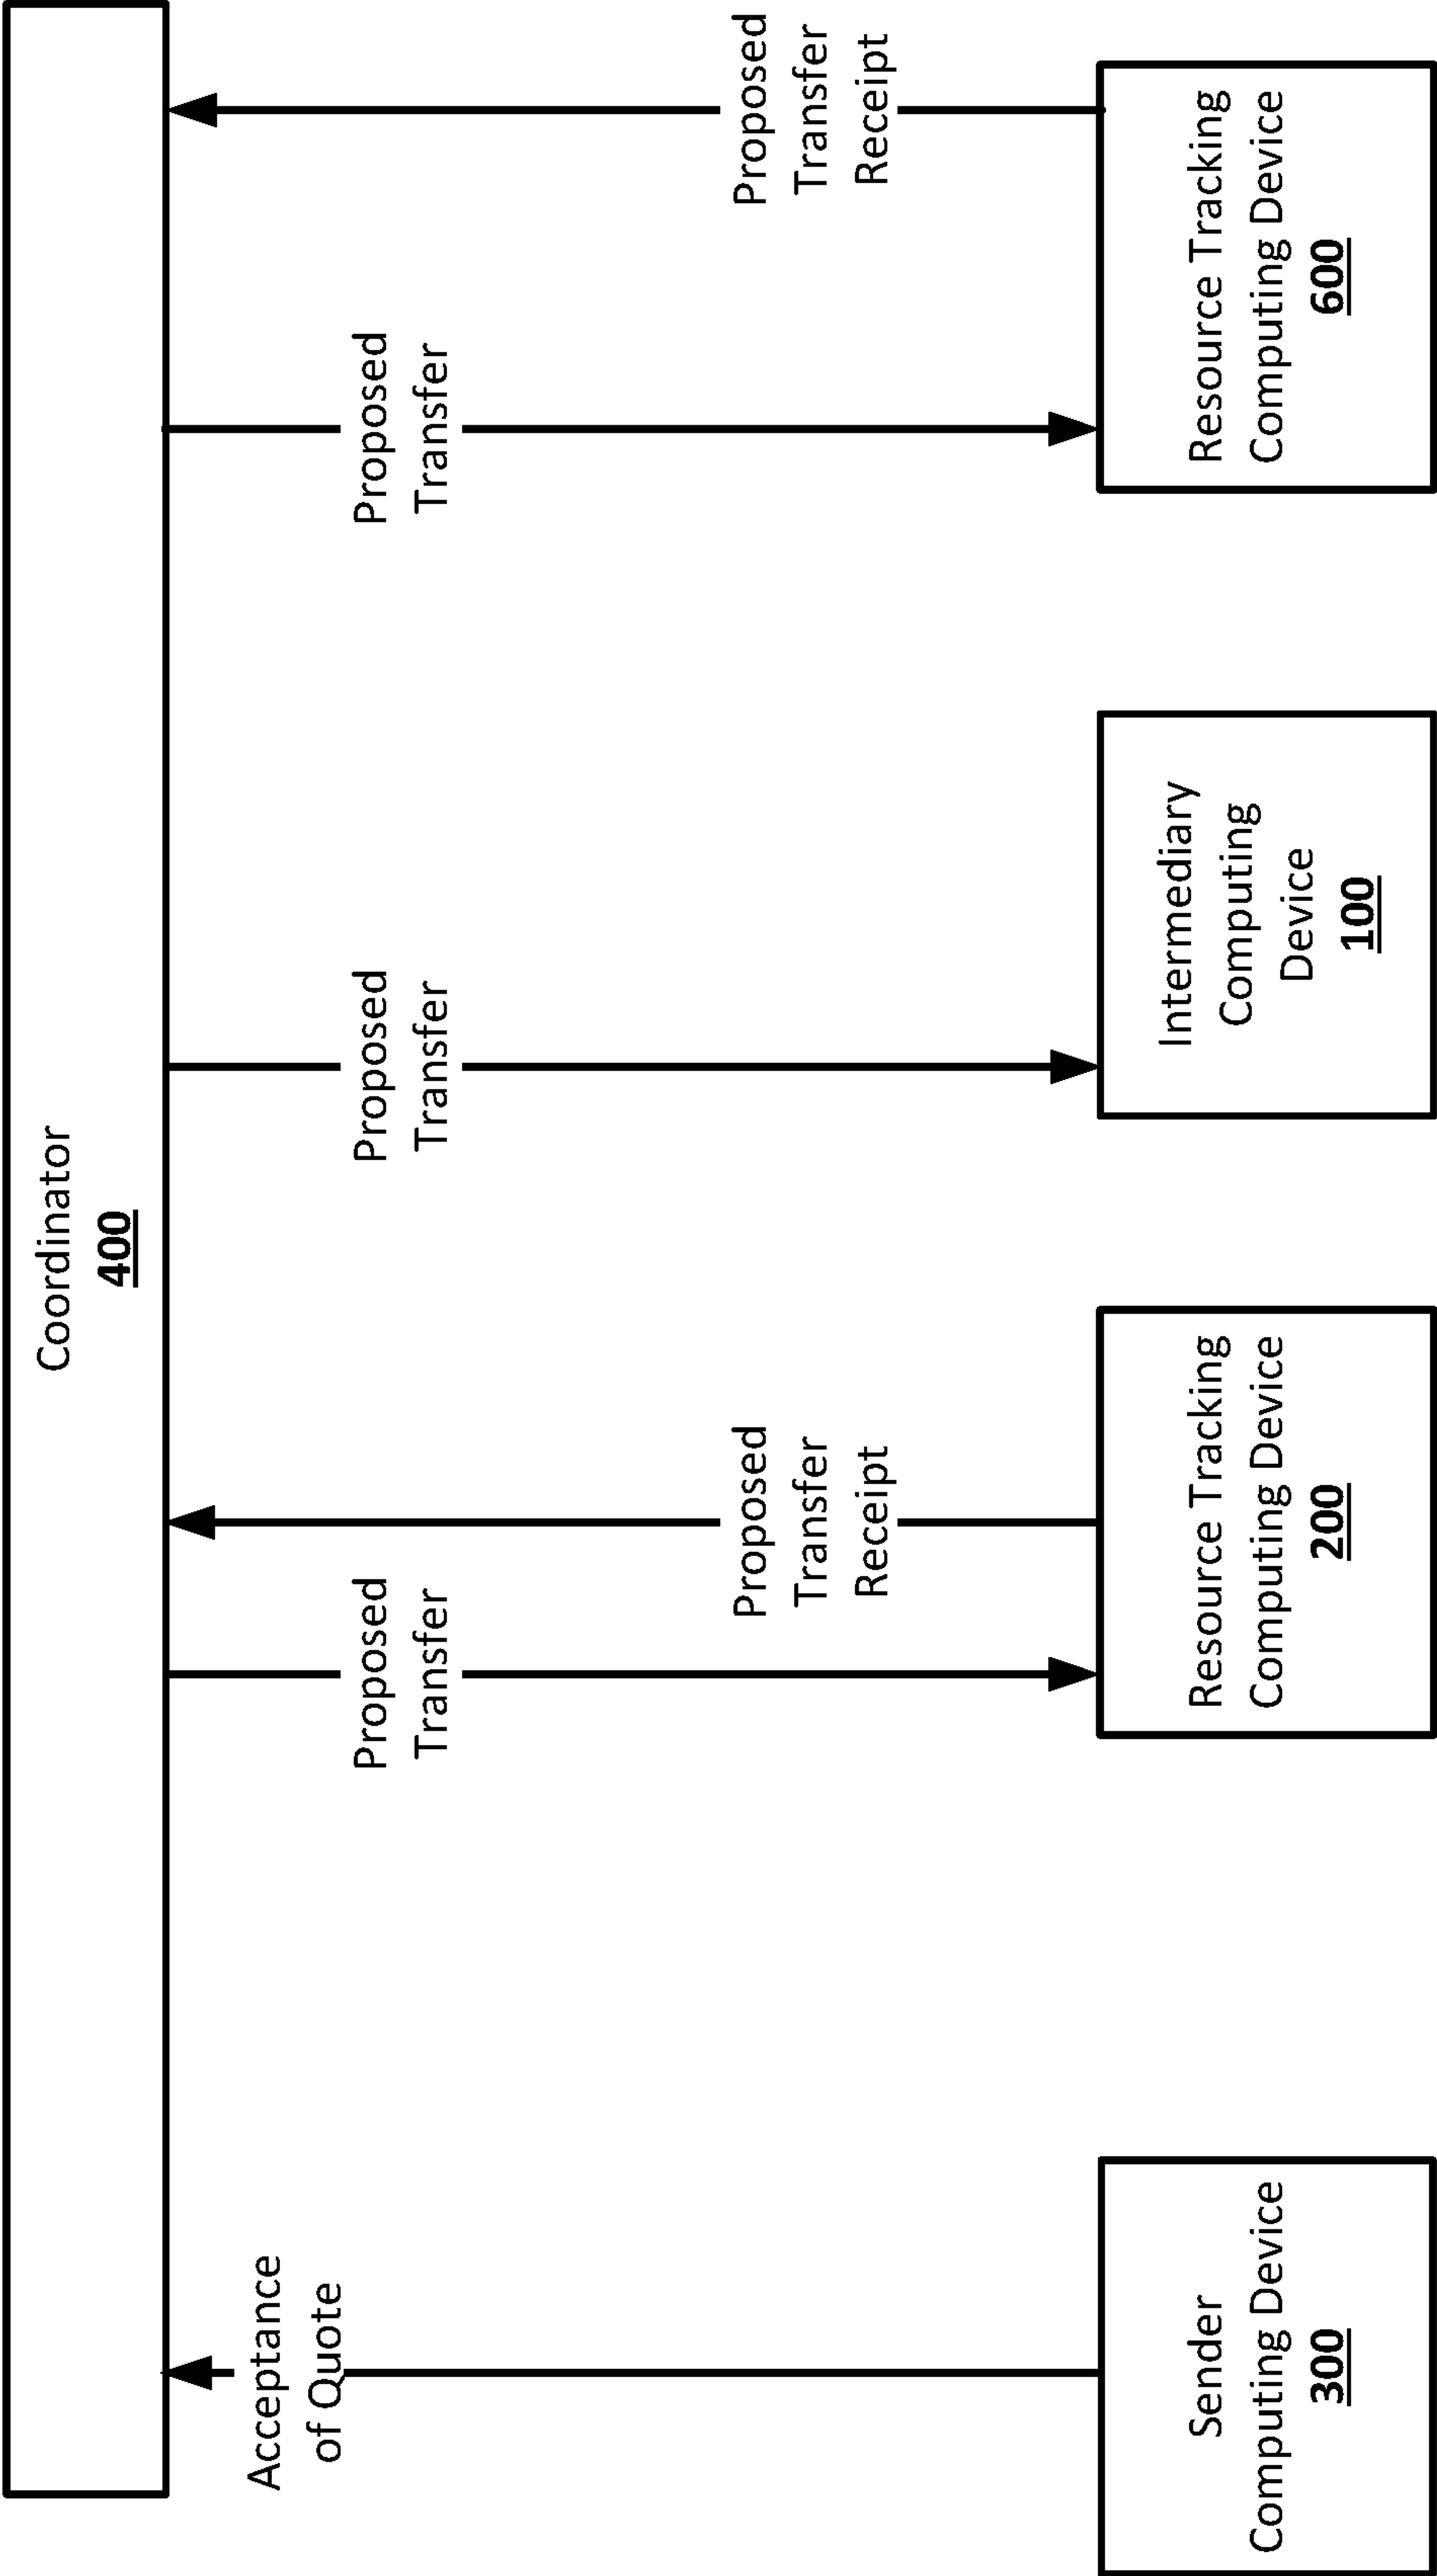 Coordinator
400
Acceptance
of Quote
Proposed
Transfer
Proposed
Transfer
Proposed
Transfer
Proposed
Transfer
Receipt
Proposed
Transfer
Receipt
Sender
Computing Device
300
Resource Tracking
Computing Device
200
Intermediary
Computing
Device
100
Resource Tracking
Computing Device
600